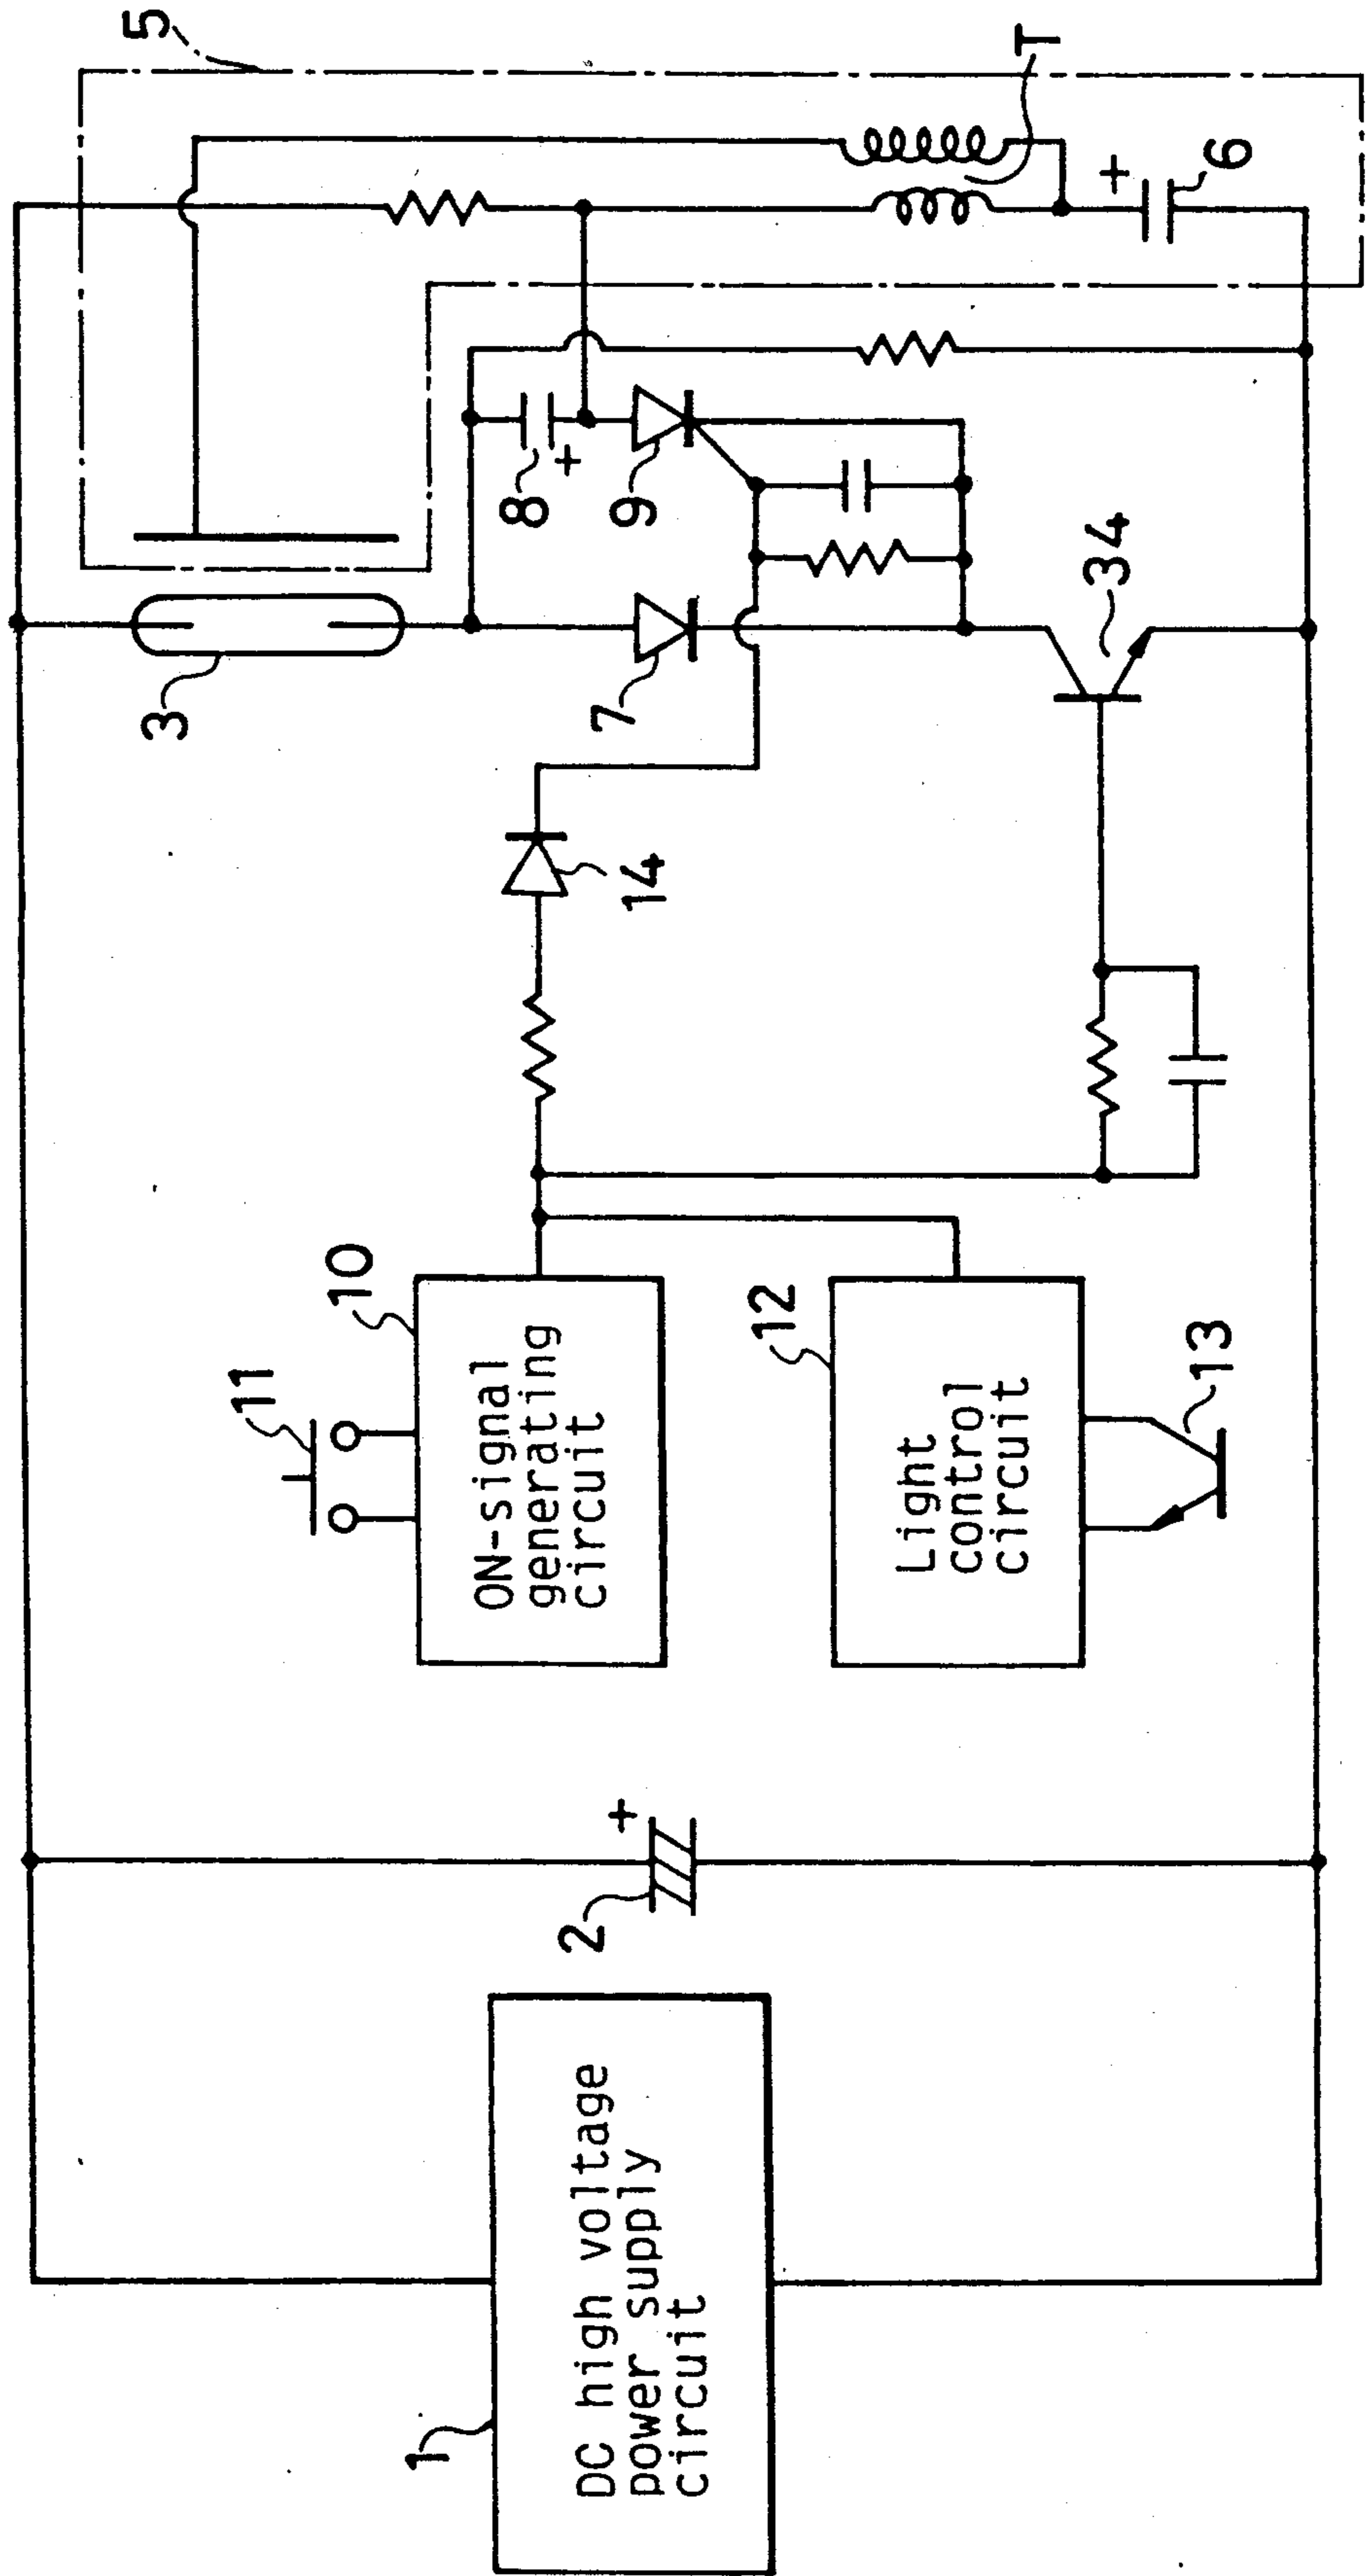 1
DC high voltage
power supply
circuit
2
+
11
10
ON-signal
generating
circuit
12
Light
control
circuit
13
14
3
7
8
+
9
34
5
T
+
6